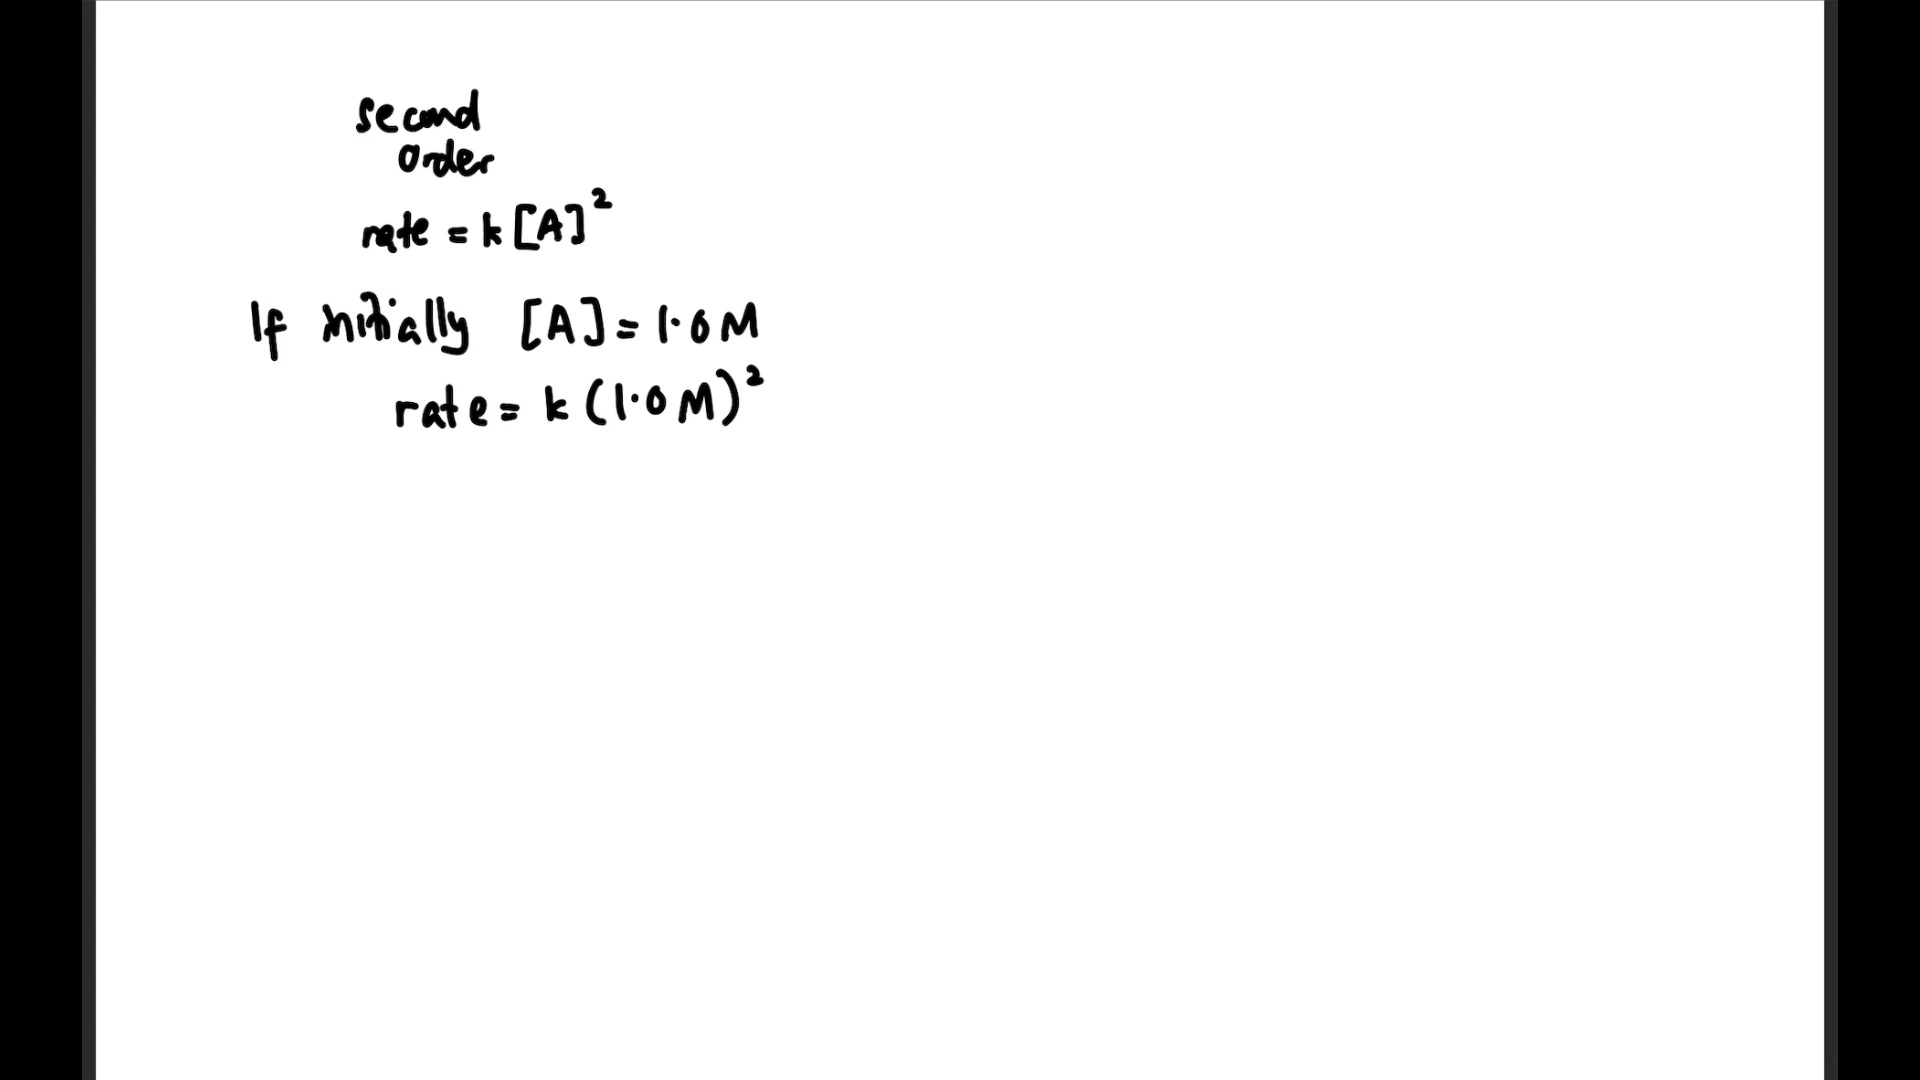 second
order
rate = k [A]²
If initially [A] = 1.0 M
rate = k (1.0 M)²